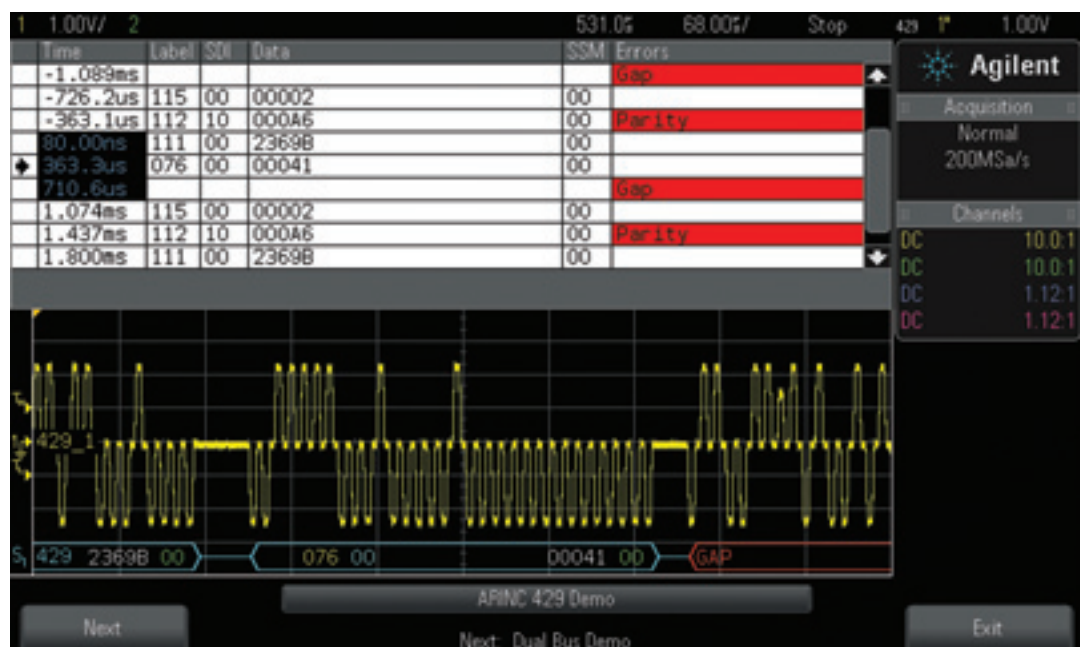 1 1.00V/ 2 531.0% 68.00%/ Stop 429 1 1.00V
Time Label SDI Data SSM Errors
-1.089ms Gap
-726.2us 115 00 00002 00
-363.1us 112 10 000A6 00 Parity
80.00ns 111 00 2369B 00
363.3us 076 00 00041 00
710.6us Gap
1.074ms 115 00 00002 00
1.437ms 112 10 000A6 00 Parity
1.800ms 111 00 2369B 00
Agilent
Acquisition
Normal
200MSa/s
Channels
DC 10.0:1
DC 10.0:1
DC 1.12:1
DC 1.12:1
429_1
S1 429 2369B 00 076 00 00041 00 GAP
ARINC 429 Demo
Next Next: Dual Bus Demo Exit